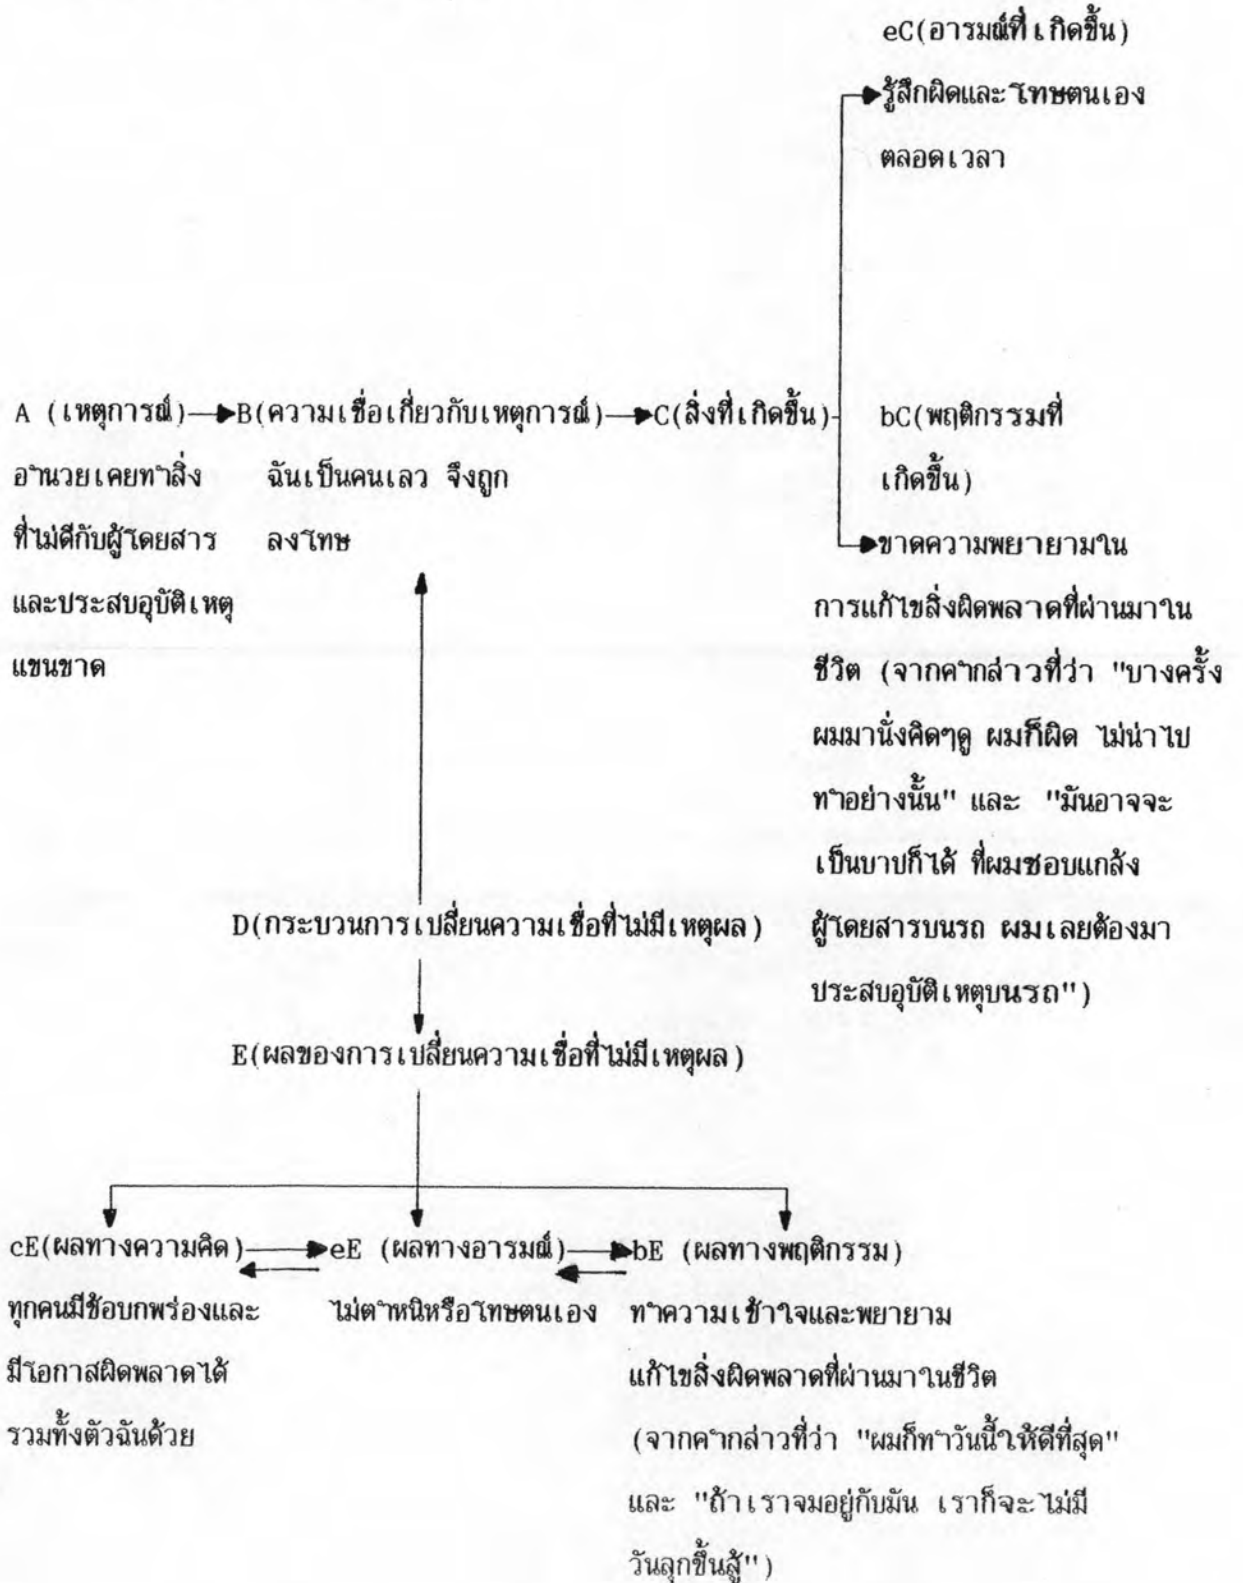 eC(อารมณ์ที่เกิดขึ้น)
รู้สึกผิดและโทษตนเอง
ตลอดเวลา
A (เหตุการณ์) B(ความเชื่อเกี่ยวกับเหตุการณ์) C(สิ่งที่เกิดขึ้น)
อำนวยเคยทำสิ่ง
ที่ไม่ดีกับผู้โดยสาร
และประสบอุบัติเหตุ
แขนขาด
ฉันเป็นคนเลว จึงถูก
ลงโทษ
bC(พฤติกรรมที่
เกิดขึ้น)
ขาดความพยายามใน
การแก้ไขสิ่งผิดพลาดที่ผ่านมาใน
ชีวิต (จากคำกล่าวที่ว่า "บางครั้ง
ผมมานั่งคิดๆดู ผมก็ผิด ไม่น่าไป
ทำอย่างนั้น" และ "มันอาจจะ
เป็นบาปก็ได้ ที่ผมชอบแกล้ง
ผู้โดยสารบนรถ ผมเลยต้องมา
ประสบอุบัติเหตุบนรถ")
D(กระบวนการเปลี่ยนความเชื่อที่ไม่มีเหตุผล)
E(ผลของการเปลี่ยนความเชื่อที่ไม่มีเหตุผล)
cE(ผลทางความคิด) eE (ผลทางอารมณ์) bE (ผลทางพฤติกรรม)
ทุกคนมีข้อบกพร่องและ
มีโอกาสผิดพลาดได้
รวมทั้งตัวฉันด้วย
ไม่ตำหนิหรือโทษตนเอง
ทำความเข้าใจและพยายาม
แก้ไขสิ่งผิดพลาดที่ผ่านมาในชีวิต
(จากคำกล่าวที่ว่า "ผมก็ทำวันนี้ให้ดีที่สุด"
และ "ถ้าเราจมอยู่กับมัน เราก็จะไม่มี
วันลุกขึ้นสู้")